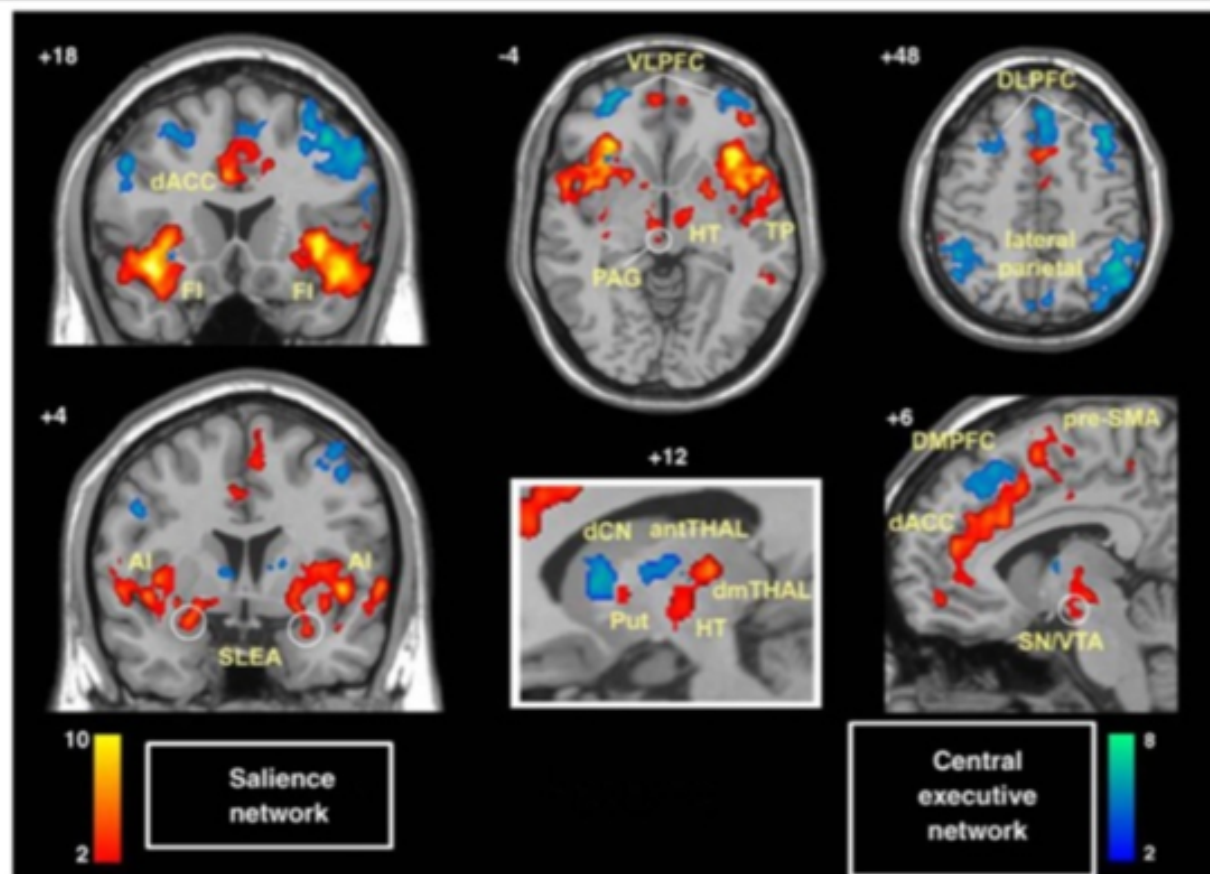 +18
dACC
FI
FI
-4
VLPFC
HT
TP
PAG
+48
DLPFC
lateral
parietal
+4
AI
AI
SLEA
+12
dCN
antTHAL
dmTHAL
Put
HT
+6
pre-SMA
DMPFC
dACC
SN/VTA
10
2
Salience
network
Central
executive
network
8
2